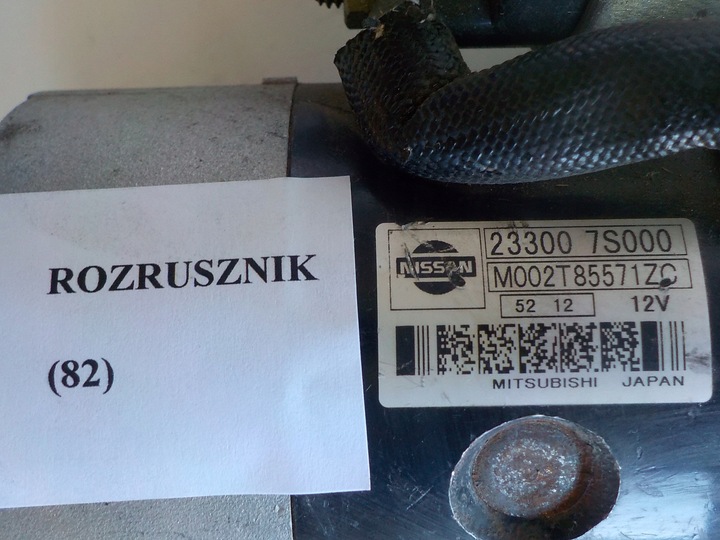 ROZRUSZNIK
(82)
NISSAN
23300 7S000
M002T85571ZC
52 12
12V
MITSUBISHI JAPAN